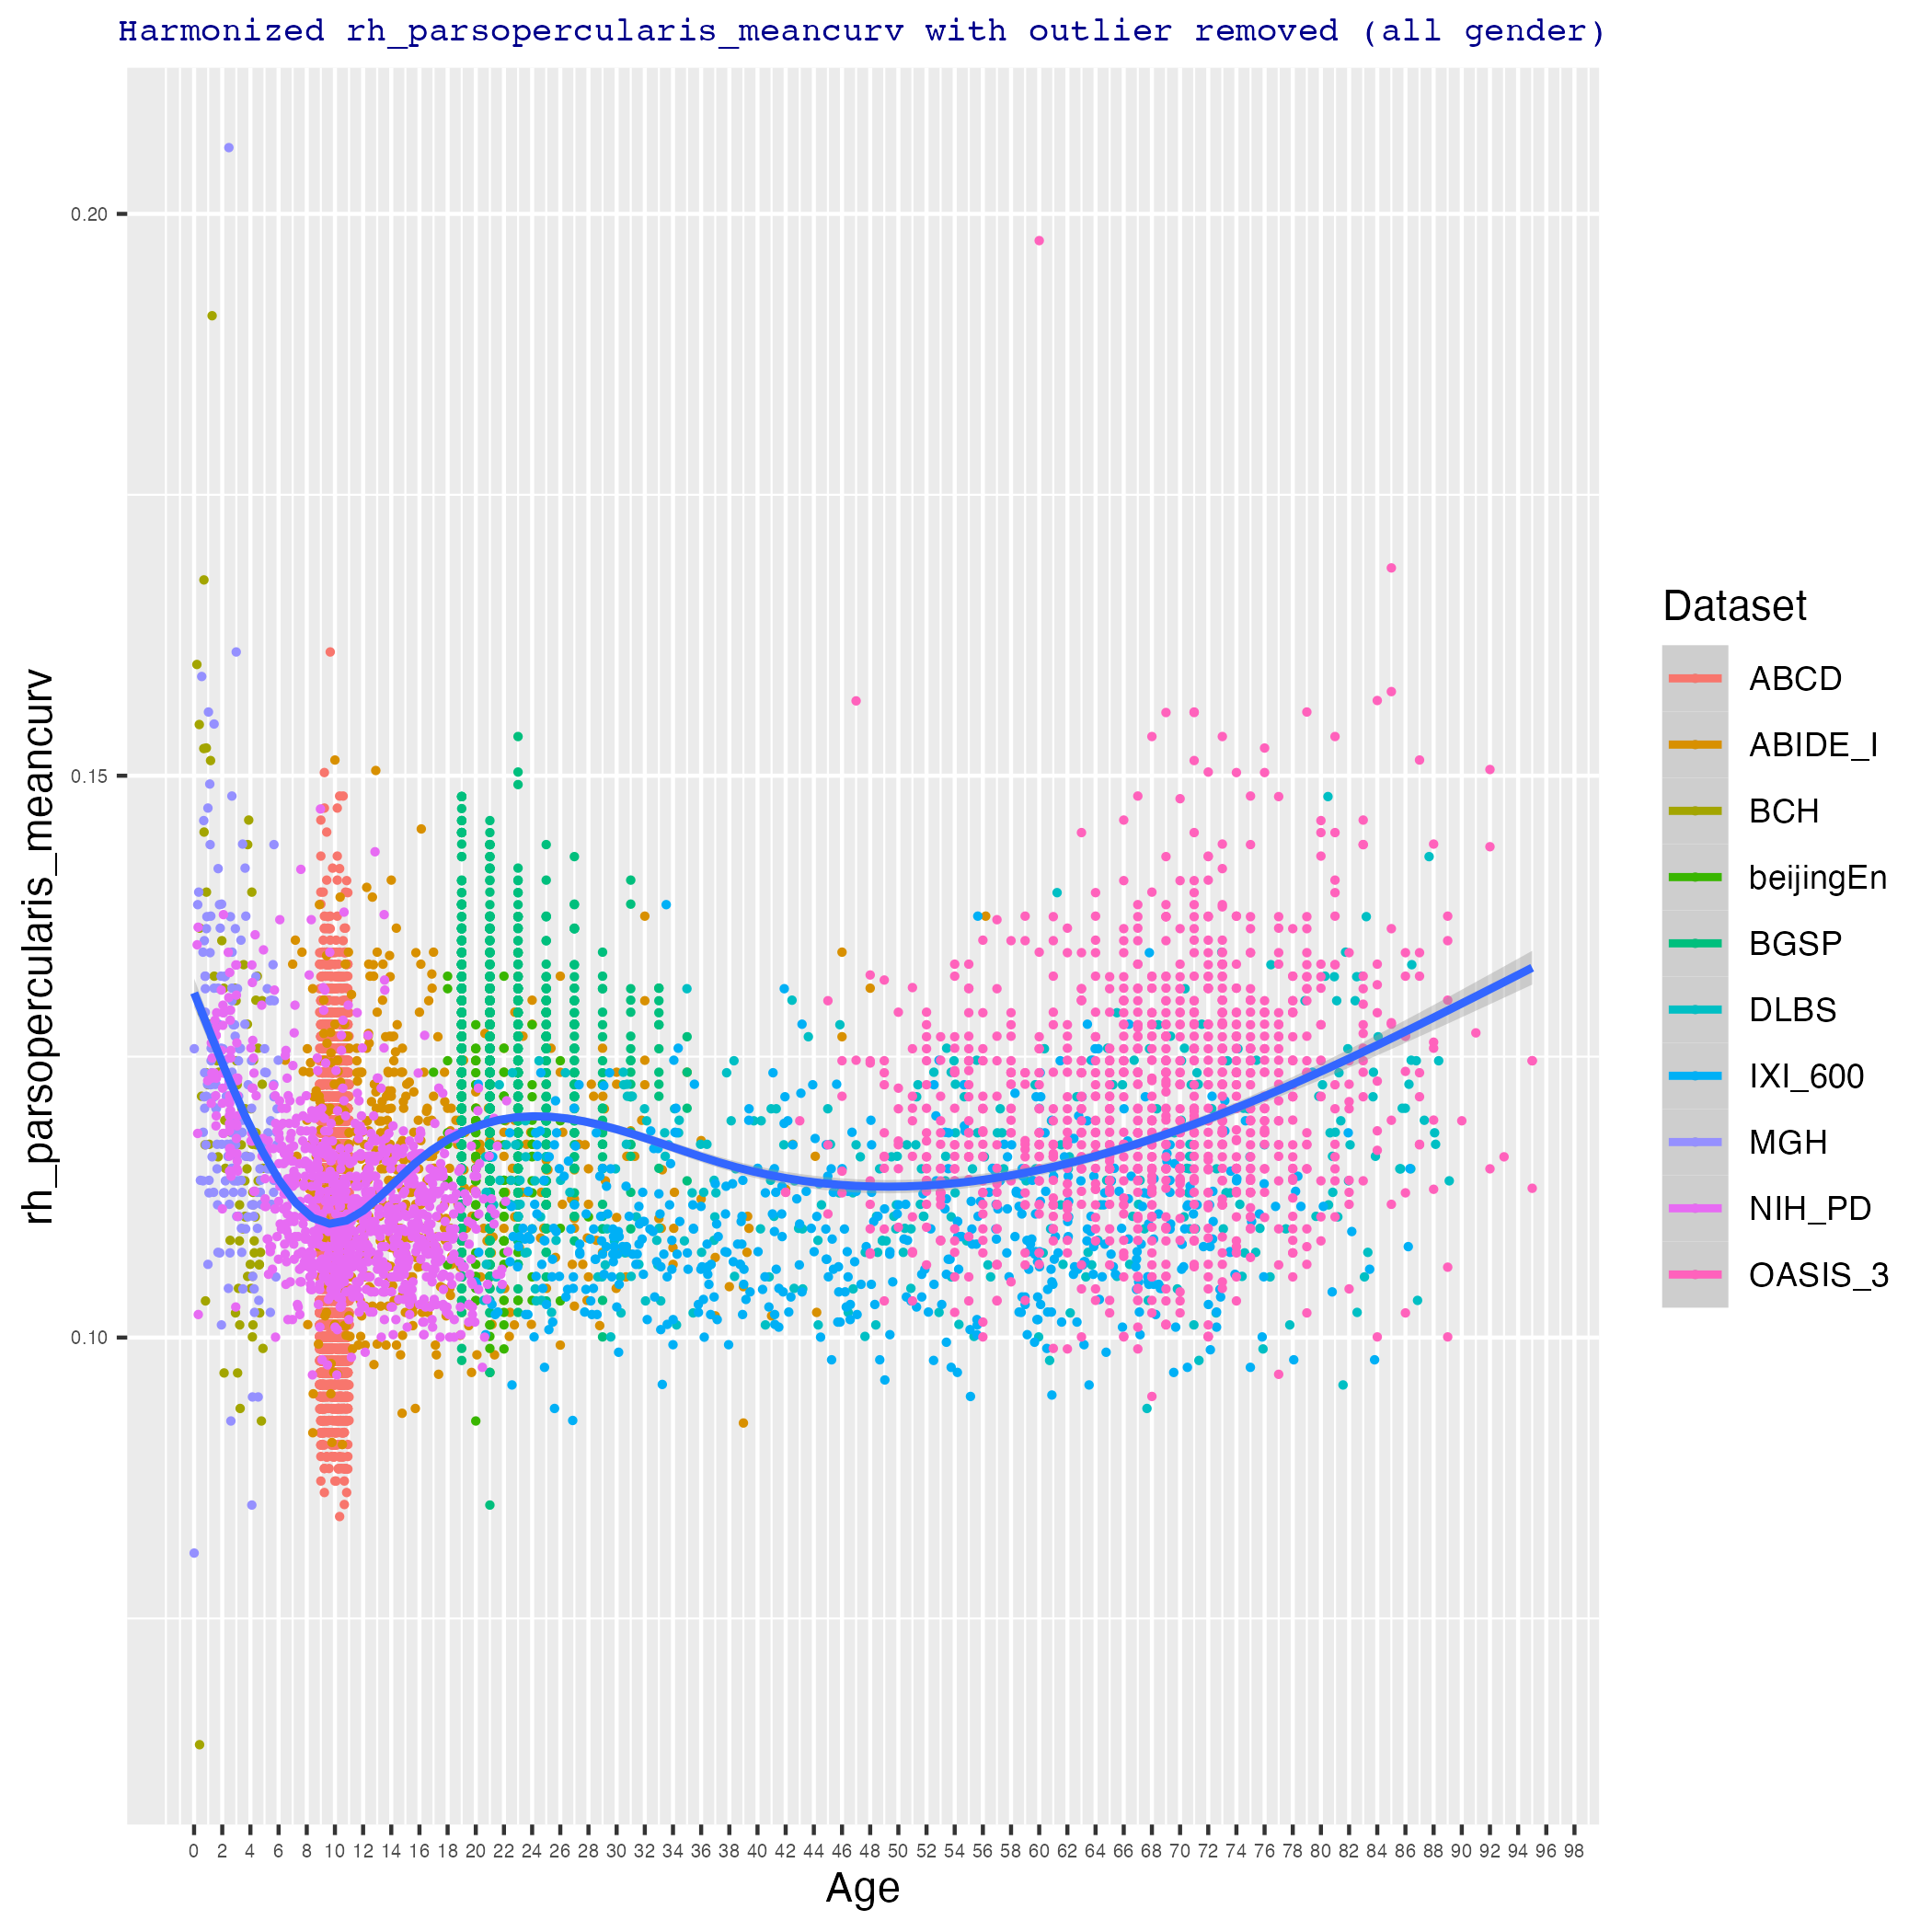 Harmonized rh_parsopercularis_meancurv with outlier removed (all gender)
rh_parsopercularis_meancurv
0.20
0.15
0.10
0 2 4 6 8 10 12 14 16 18 20 22 24 26 28 30 32 34 36 38 40 42 44 46 48 50 52 54 56 58 60 62 64 66 68 70 72 74 76 78 80 82 84 86 88 90 92 94 96 98
Age
Dataset
ABCD
ABIDE_I
BCH
beijingEn
BGSP
DLBS
IXI_600
MGH
NIH_PD
OASIS_3